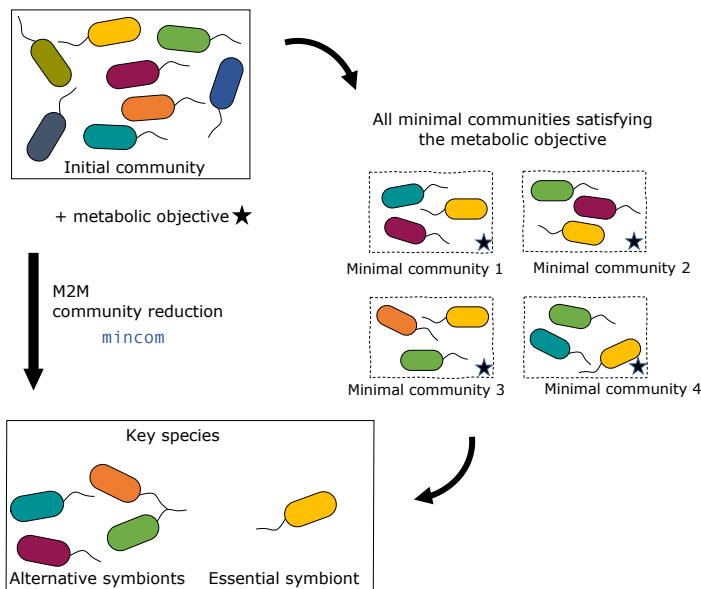 Initial community
+ metabolic objective
M2M
community reduction
mincom
All minimal communities satisfying
the metabolic objective
Minimal community 1
Minimal community 2
Minimal community 3
Minimal community 4
Key species
Alternative symbionts
Essential symbiont